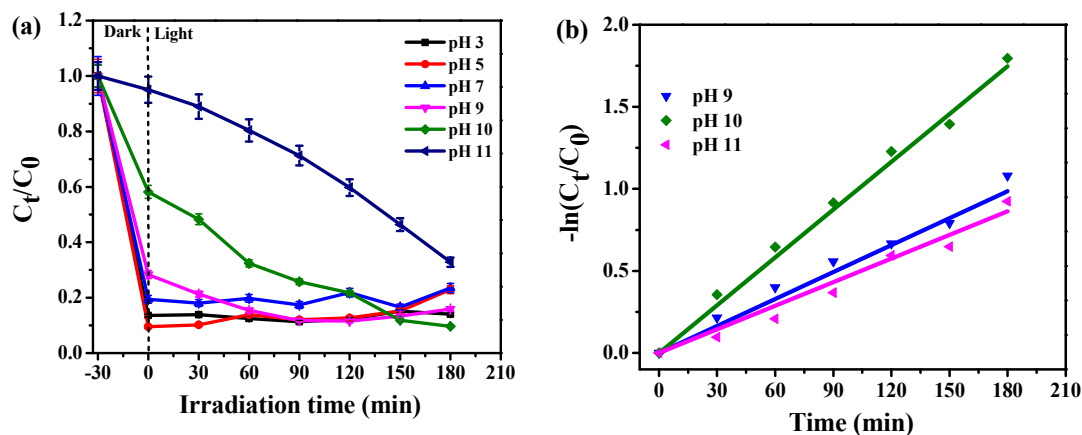 (a)
Dark
Light
pH 3
pH 5
pH 7
pH 9
pH 10
pH 11
1.2
1.0
0.8
0.6
0.4
0.2
0.0
Ct/C0
-30 0 30 60 90 120 150 180 210
Irradiation time (min)
(b)
pH 9
pH 10
pH 11
2.0
1.5
1.0
0.5
0.0
-ln(Ct/C0)
0 30 60 90 120 150 180 210
Time (min)